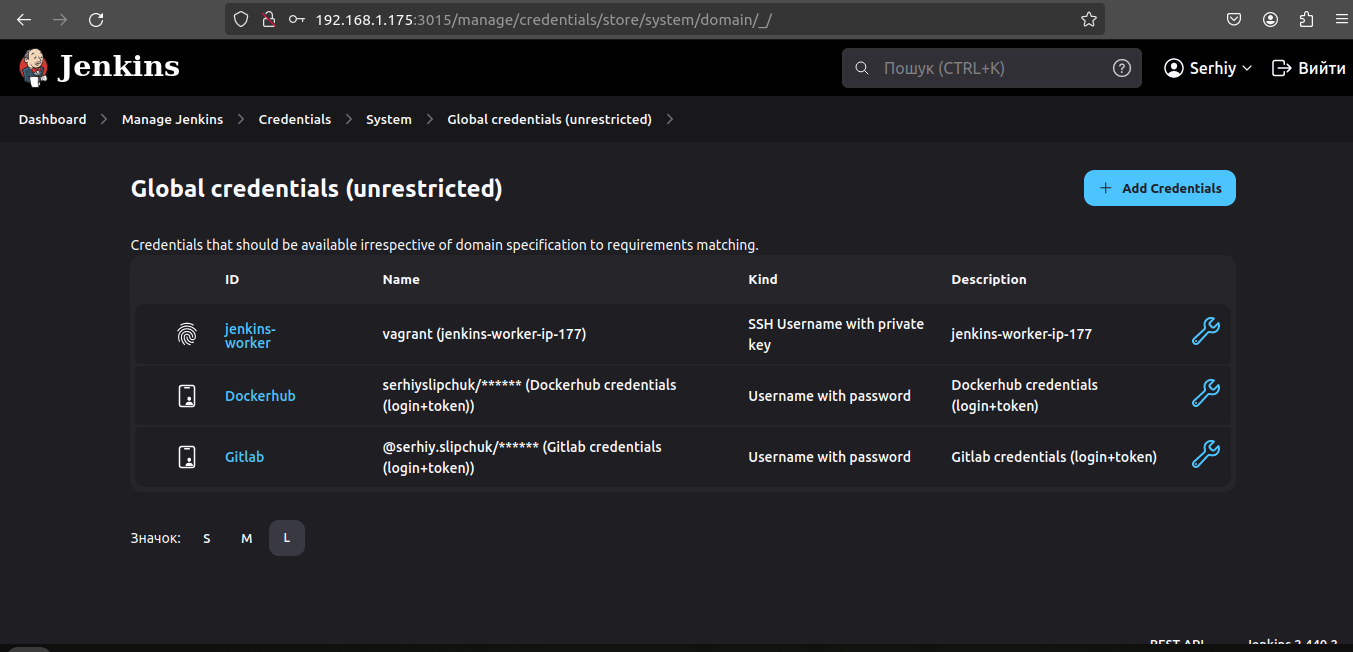 192.168.1.175:3015/manage/credentials/store/system/domain/_/
Jenkins
Пошук (CTRL+K)
Serhiy
Вийти
Dashboard
Manage Jenkins
Credentials
System
Global credentials (unrestricted)
Global credentials (unrestricted)
Add Credentials
Credentials that should be available irrespective of domain specification to requirements matching.
ID Name Kind Description
jenkins-
worker
vagrant (jenkins-worker-ip-177)
SSH Username with private
key
jenkins-worker-ip-177
Dockerhub
serhiyslipchuk/****** (Dockerhub credentials
(login+token))
Username with password
Dockerhub credentials
(login+token)
Gitlab
@serhiy.slipchuk/****** (Gitlab credentials
(login+token))
Username with password
Gitlab credentials (login+token)
Значок: S M L
REST API
Jenkins